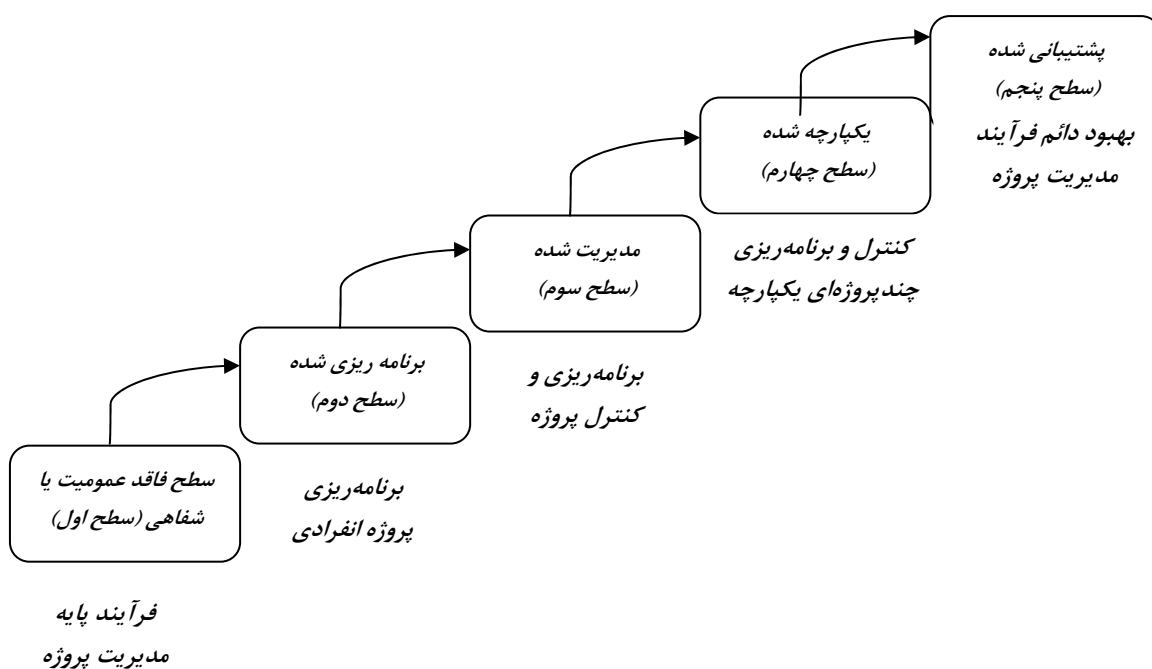 پشتیبانی شده
(سطح پنجم)
بهبود دائم فرآیند
مدیریت پروژه
یکپارچه شده
(سطح چهارم)
کنترل و برنامه‌ریزی
چندپروژه‌ای یکپارچه
مدیریت شده
(سطح سوم)
برنامه‌ریزی و
کنترل پروژه
برنامه ریزی شده
(سطح دوم)
برنامه‌ریزی
پروژه انفرادی
سطح فاقد عمومیت یا
شفاهی (سطح اول)
فرآیند پایه
مدیریت پروژه